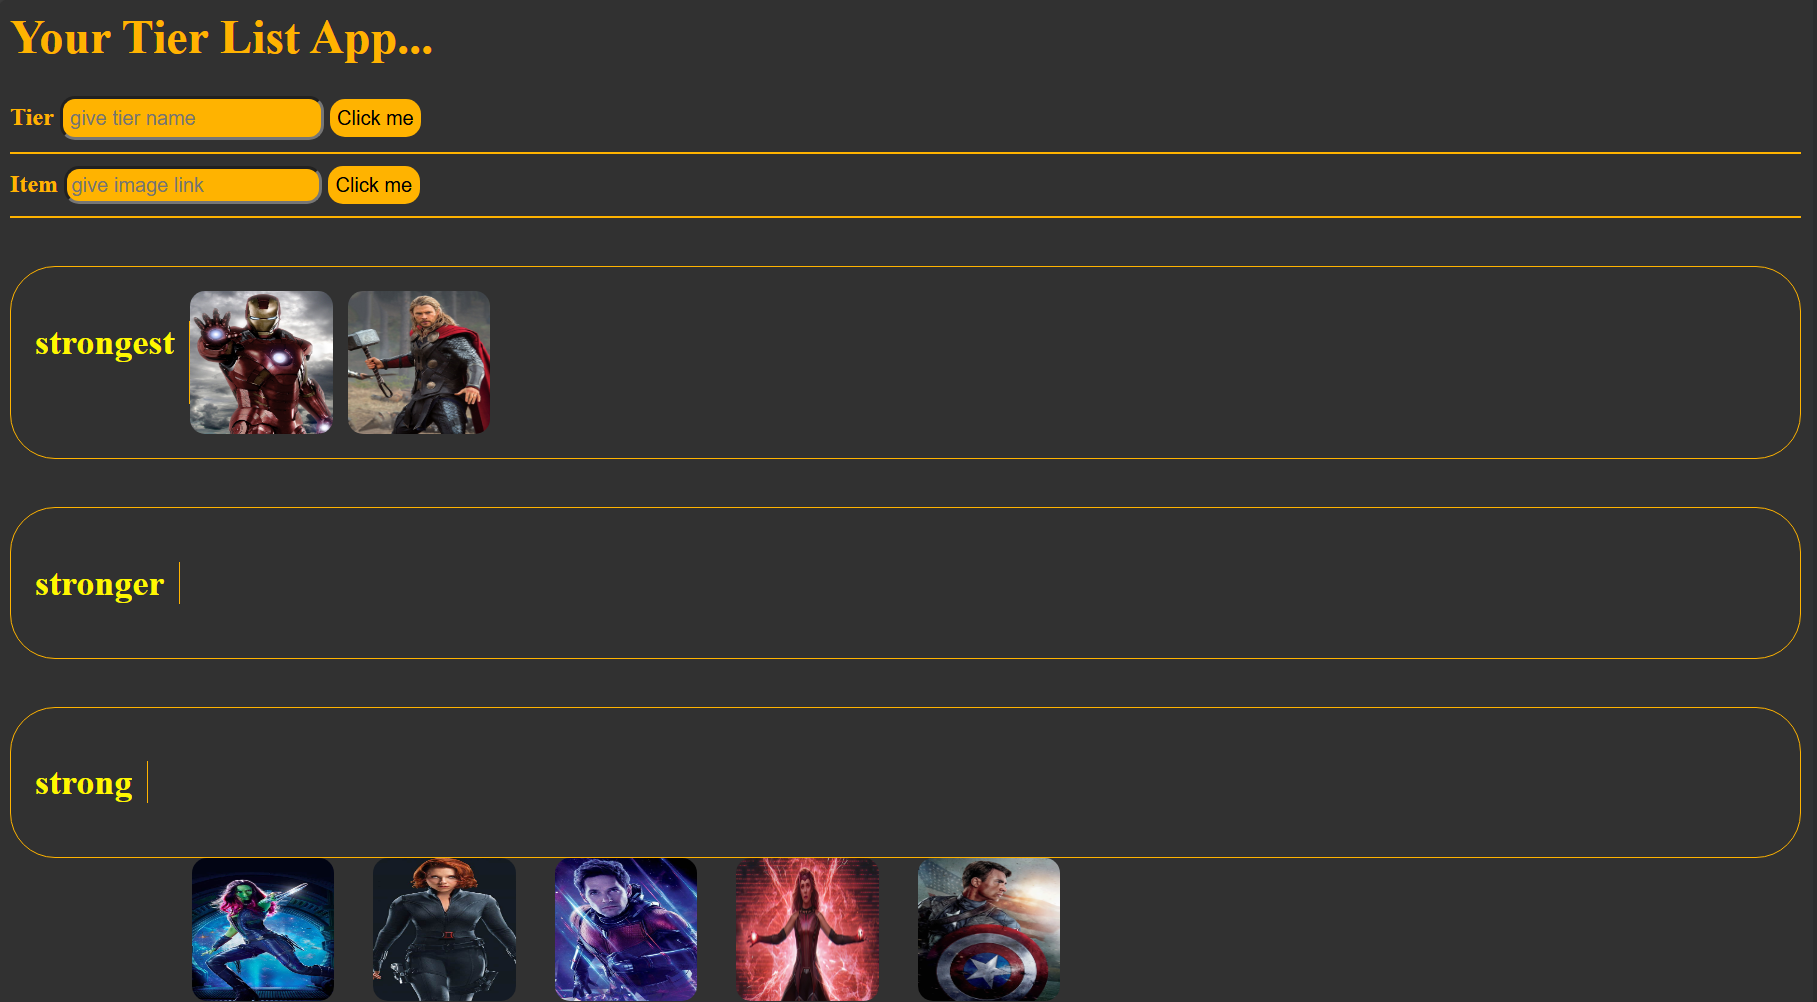 Your Tier List App...
Tier give tier name Click me
Item give image link Click me
strongest
stronger
strong